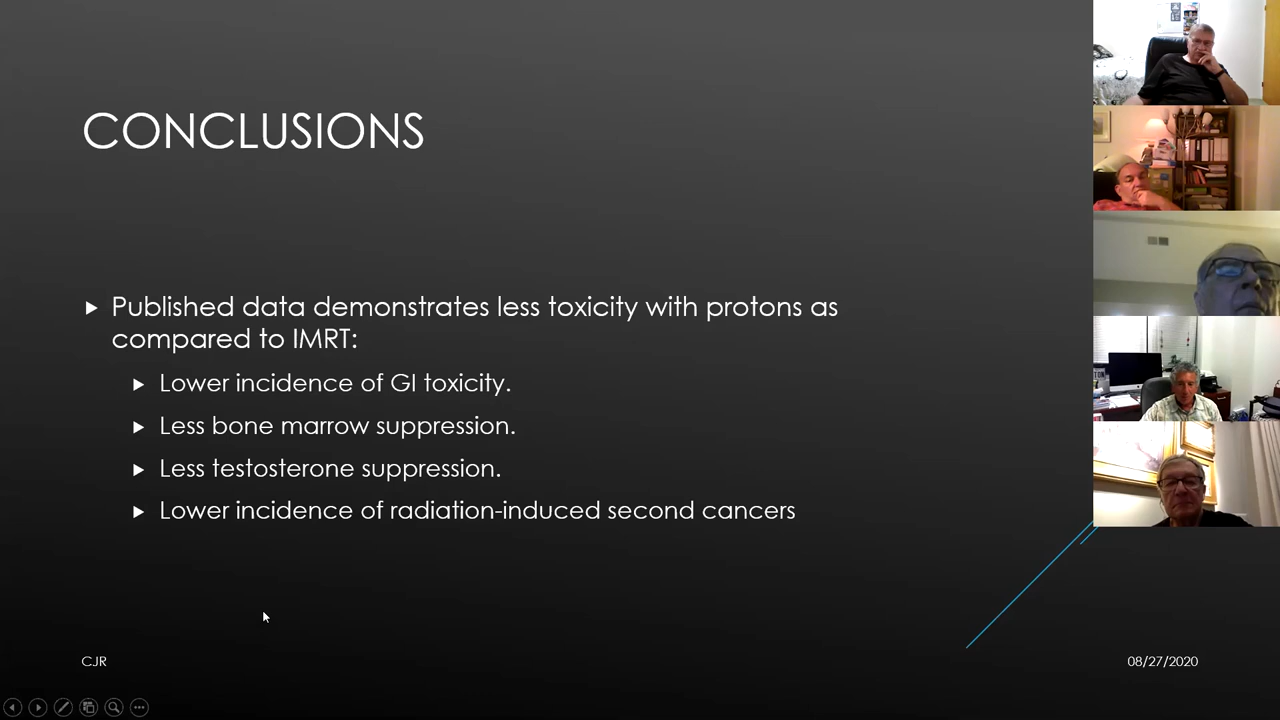 CONCLUSIONS
Published data demonstrates less toxicity with protons as
compared to IMRT:
Lower incidence of GI toxicity.
Less bone marrow suppression.
Less testosterone suppression.
Lower incidence of radiation-induced second cancers
CJR
08/27/2020